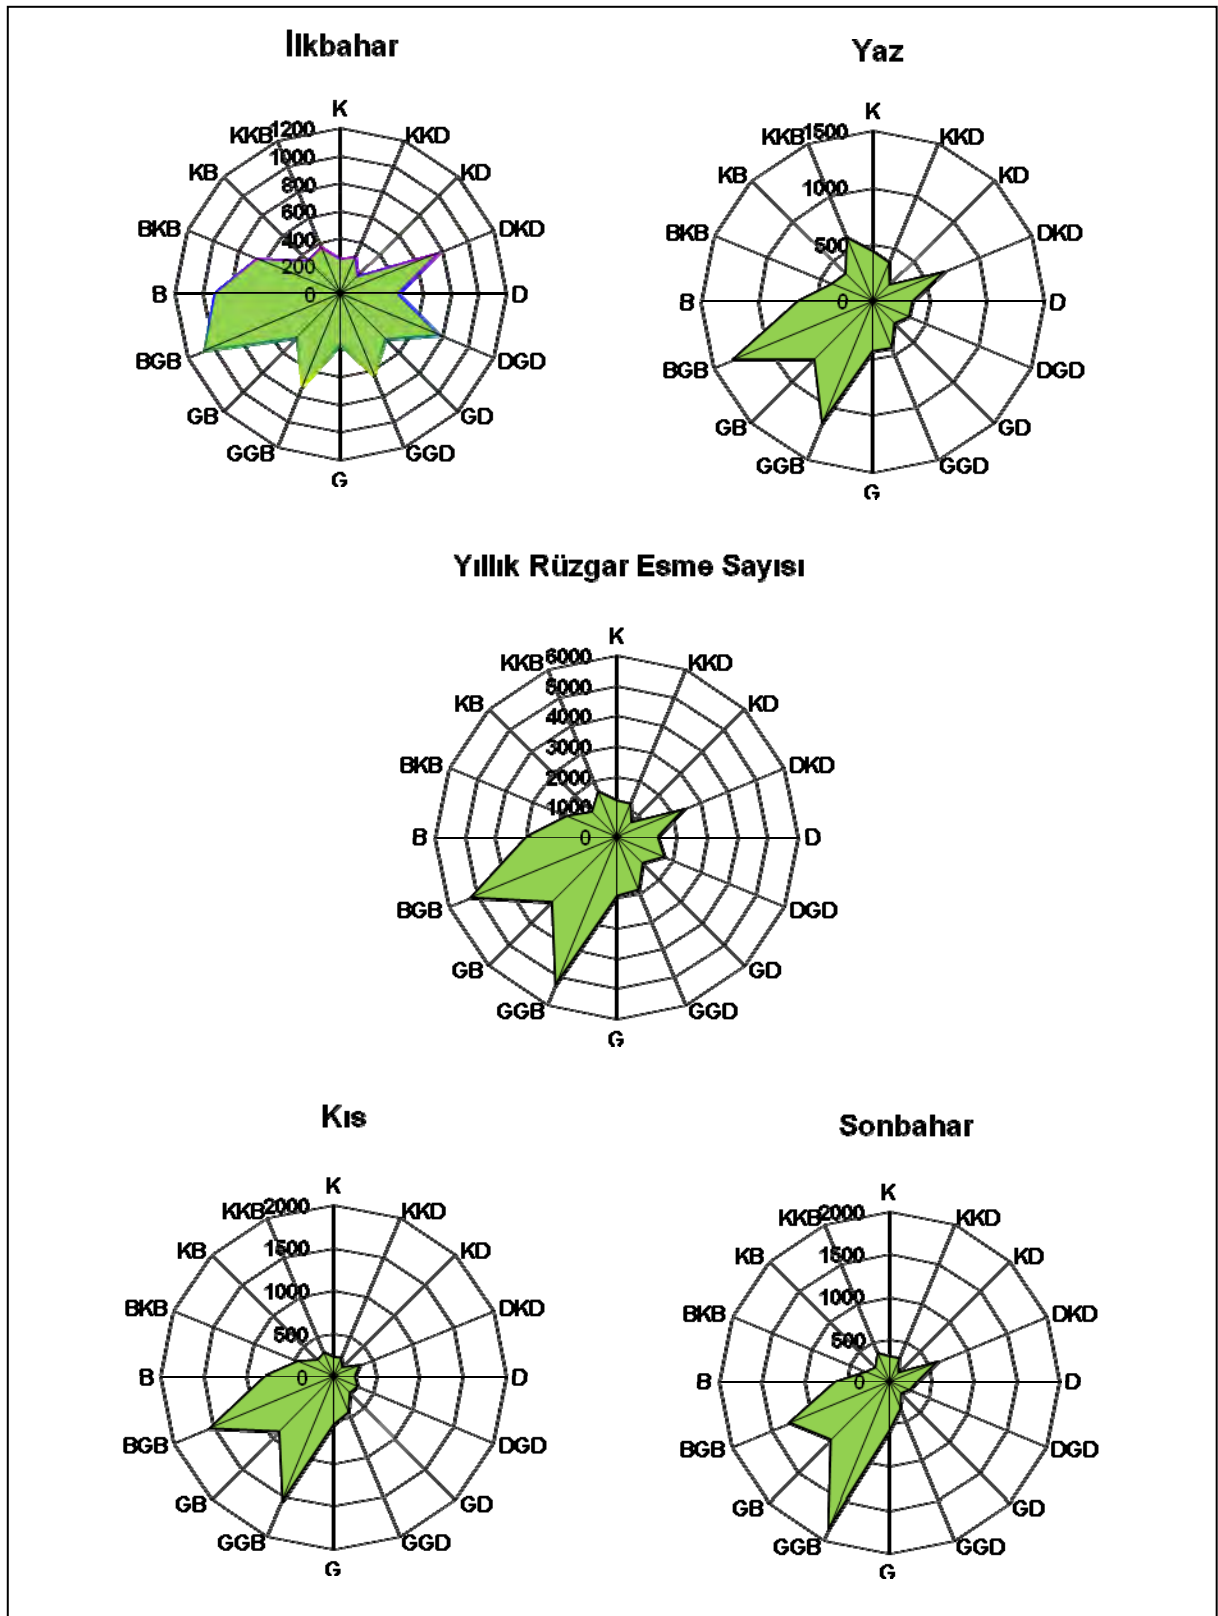 İlkbahar
K
KKD
KD
DKD
D
DGD
GD
GGD
G
GGB
GB
BGB
B
BKB
KB
KKB
1200
1000
800
600
400
200
0
Yaz
K
KKD
KD
DKD
D
DGD
GD
GGD
G
GGB
GB
BGB
B
BKB
KB
KKB
1500
1000
500
0
Yıllık Rüzgar Esme Sayısı
K
KKD
KD
DKD
D
DGD
GD
GGD
G
GGB
GB
BGB
B
BKB
KB
KKB
6000
5000
4000
3000
2000
1000
0
Kıs
K
KKD
KD
DKD
D
DGD
GD
GGD
G
GGB
GB
BGB
B
BKB
KB
KKB
2000
1500
1000
500
0
Sonbahar
K
KKD
KD
DKD
D
DGD
GD
GGD
G
GGB
GB
BGB
B
BKB
KB
KKB
2000
1500
1000
500
0